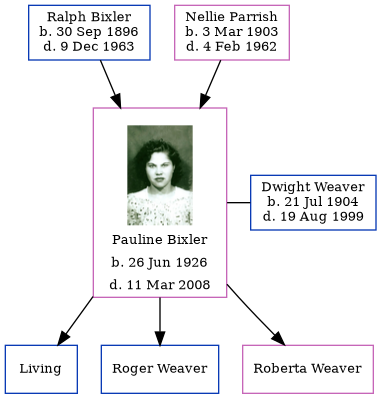 Ralph Bixler
b. 30 Sep 1896
d. 9 Dec 1963
Nellie Parrish
b. 3 Mar 1903
d. 4 Feb 1962
Pauline Bixler
b. 26 Jun 1926
d. 11 Mar 2008
Dwight Weaver
b. 21 Jul 1904
d. 19 Aug 1999
Living
Roger Weaver
Roberta Weaver